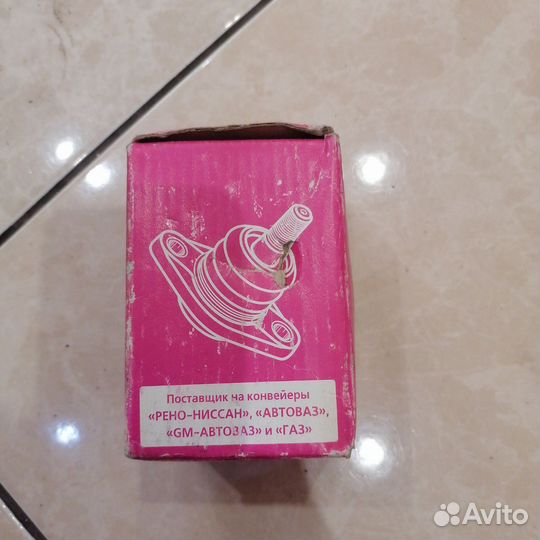 Поставщик на конвейеры
«РЕНО-НИССАН», «АВТОВАЗ»,
«GM-АВТОВАЗ» и «ГАЗ»
Avito